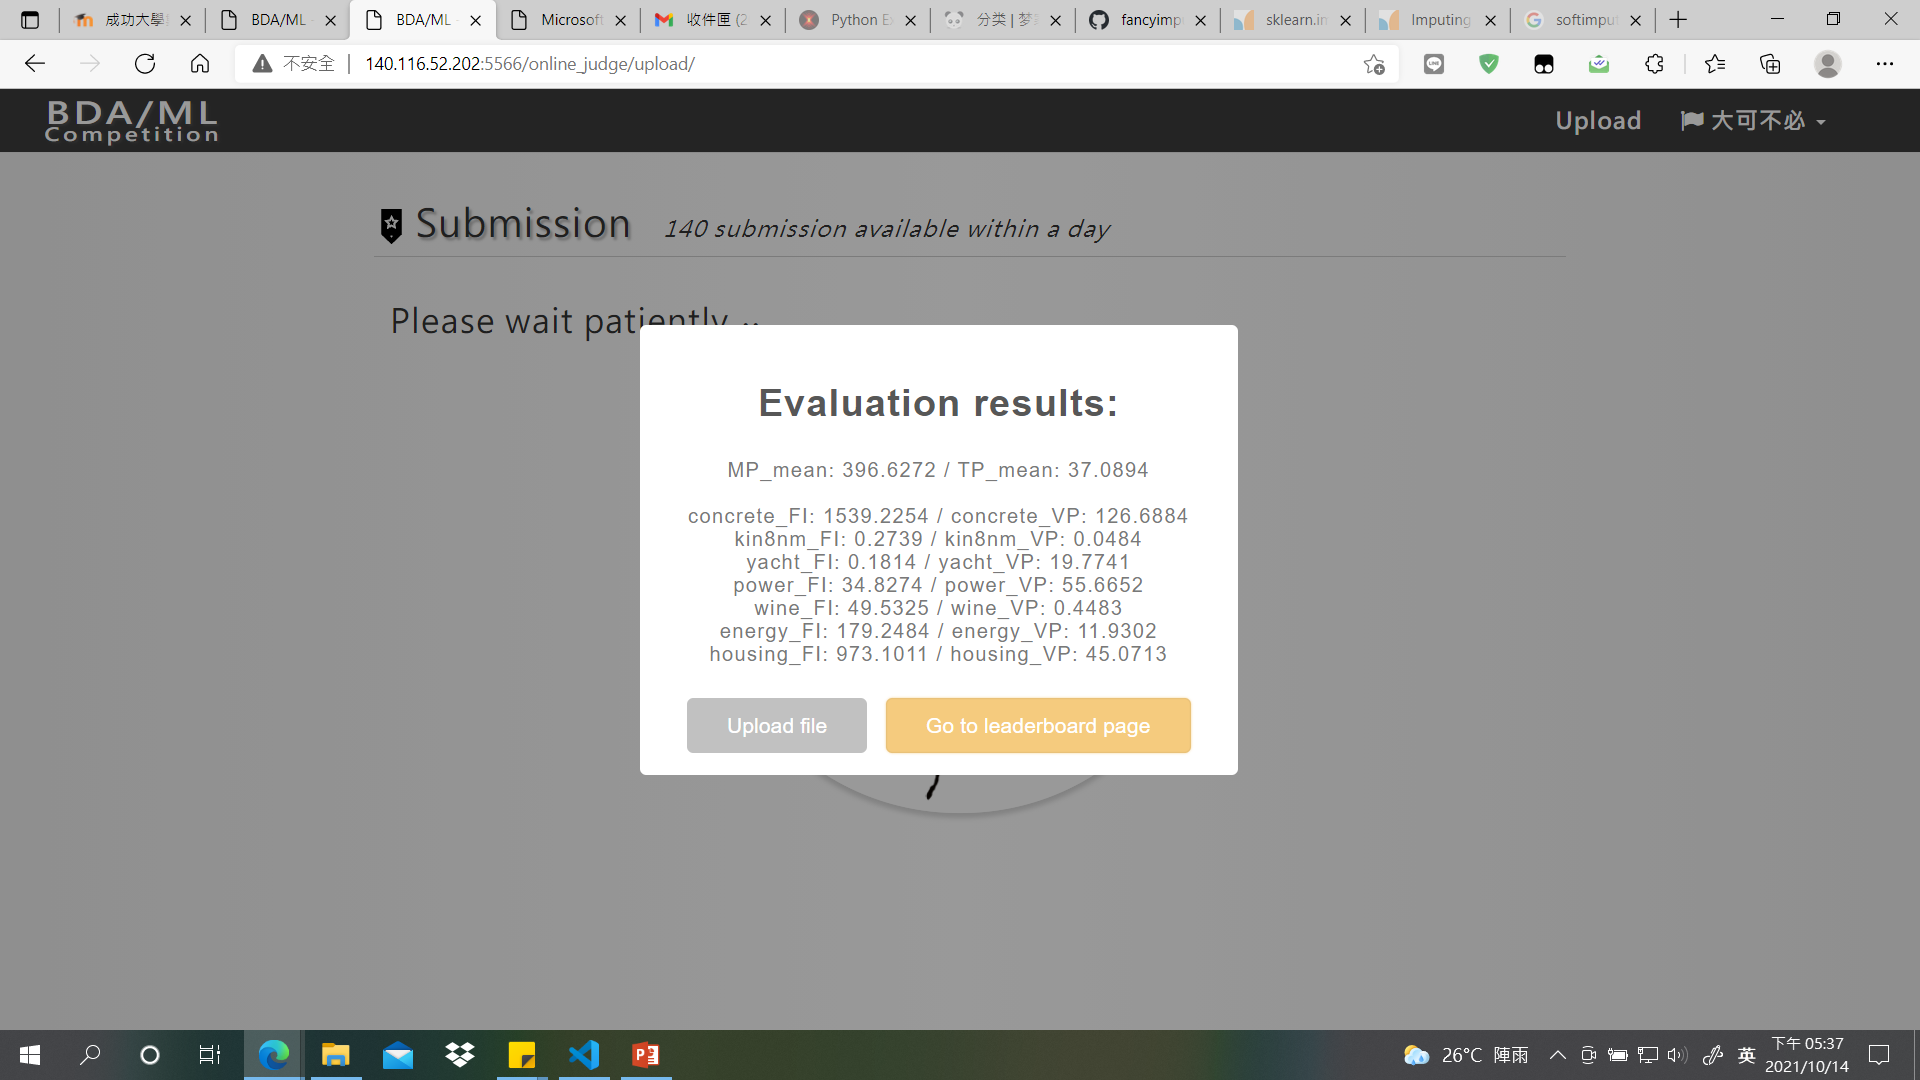 成功大學
BDA/ML -
BDA/ML -
Microsoft
收件匣 (2
Python Ex
分类 | 梦
fancyimp
sklearn.im
Imputing
softimput
不安全
140.116.52.202:5566/online_judge/upload/
BDA/ML
Competition
Upload
大可不必
Submission
140 submission available within a day
Please wait patiently ..
Evaluation results:
MP_mean: 396.6272 / TP_mean: 37.0894
concrete_FI: 1539.2254 / concrete_VP: 126.6884
kin8nm_FI: 0.2739 / kin8nm_VP: 0.0484
yacht_FI: 0.1814 / yacht_VP: 19.7741
power_FI: 34.8274 / power_VP: 55.6652
wine_FI: 49.5325 / wine_VP: 0.4483
energy_FI: 179.2484 / energy_VP: 11.9302
housing_FI: 973.1011 / housing_VP: 45.0713
Upload file
Go to leaderboard page
26°C 陣雨
英
下午 05:37
2021/10/14